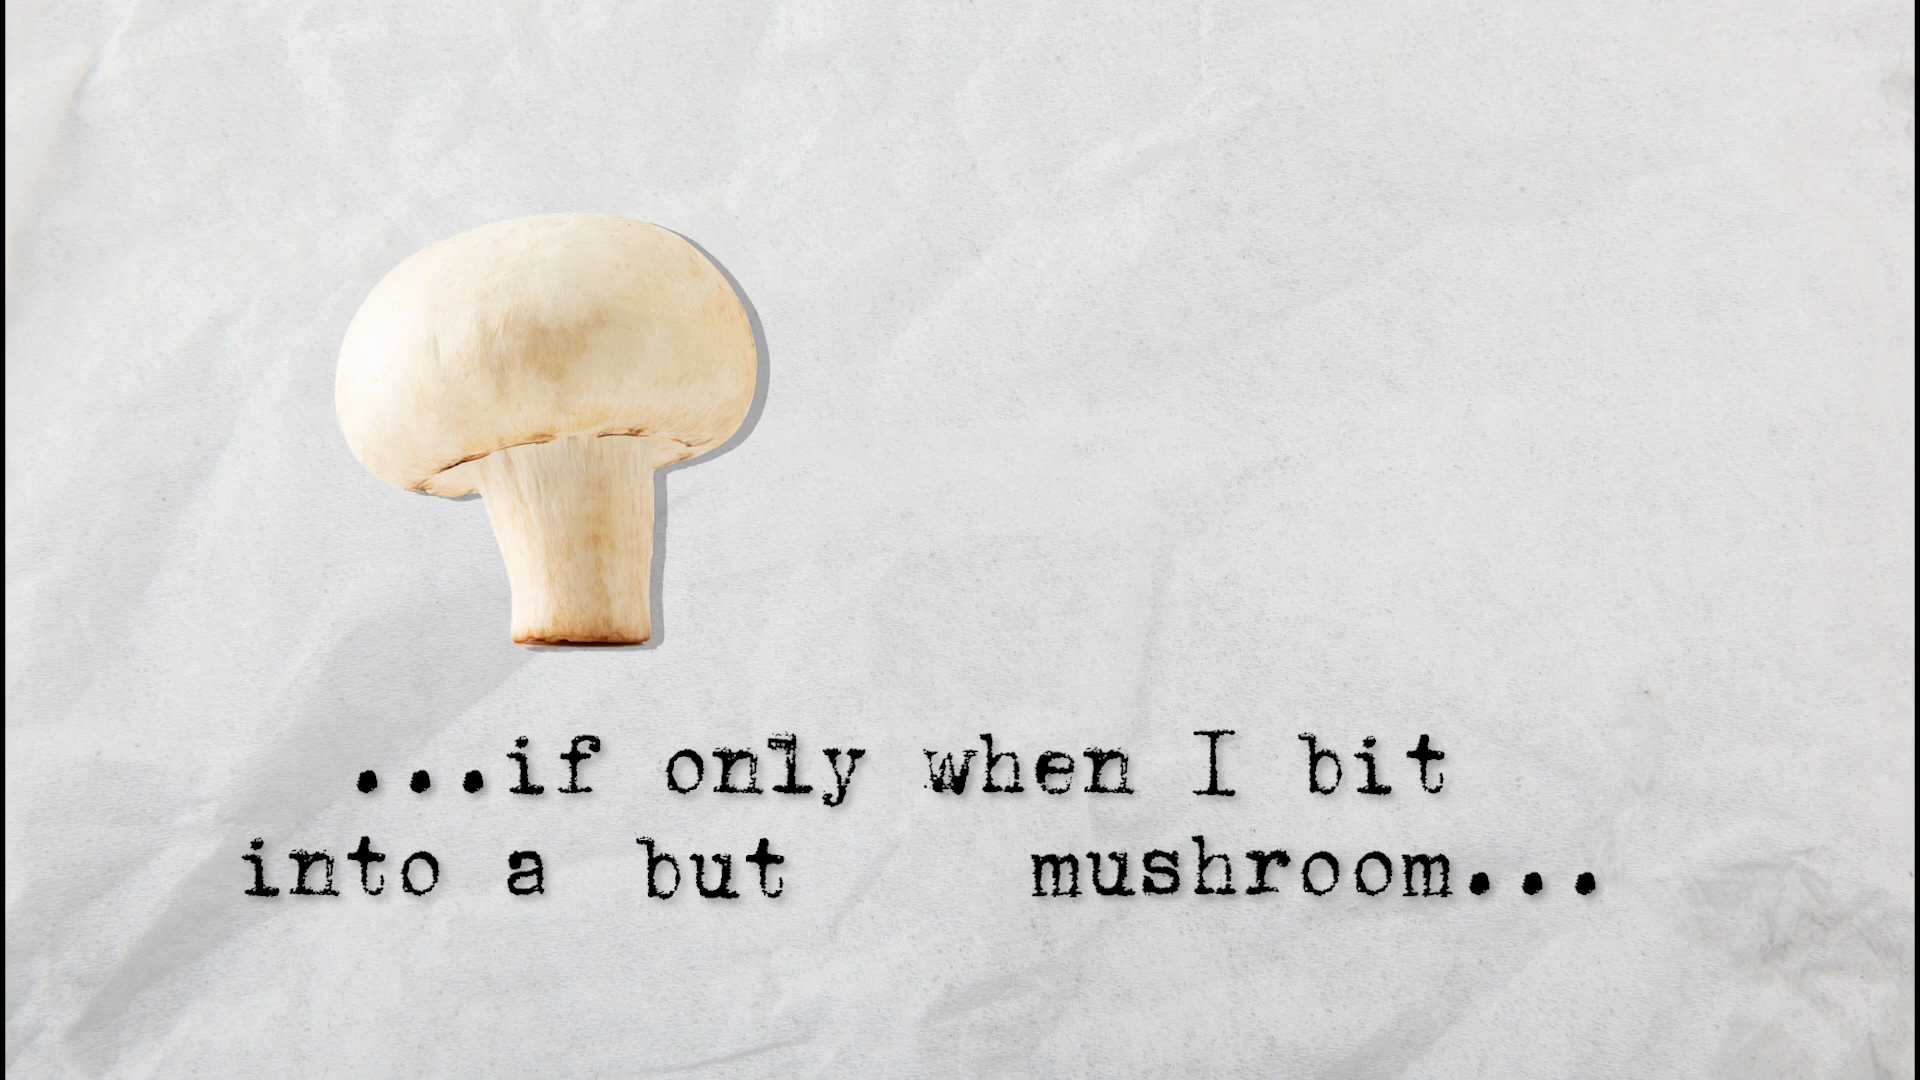 ...if only when I bit
into a but mushroom...